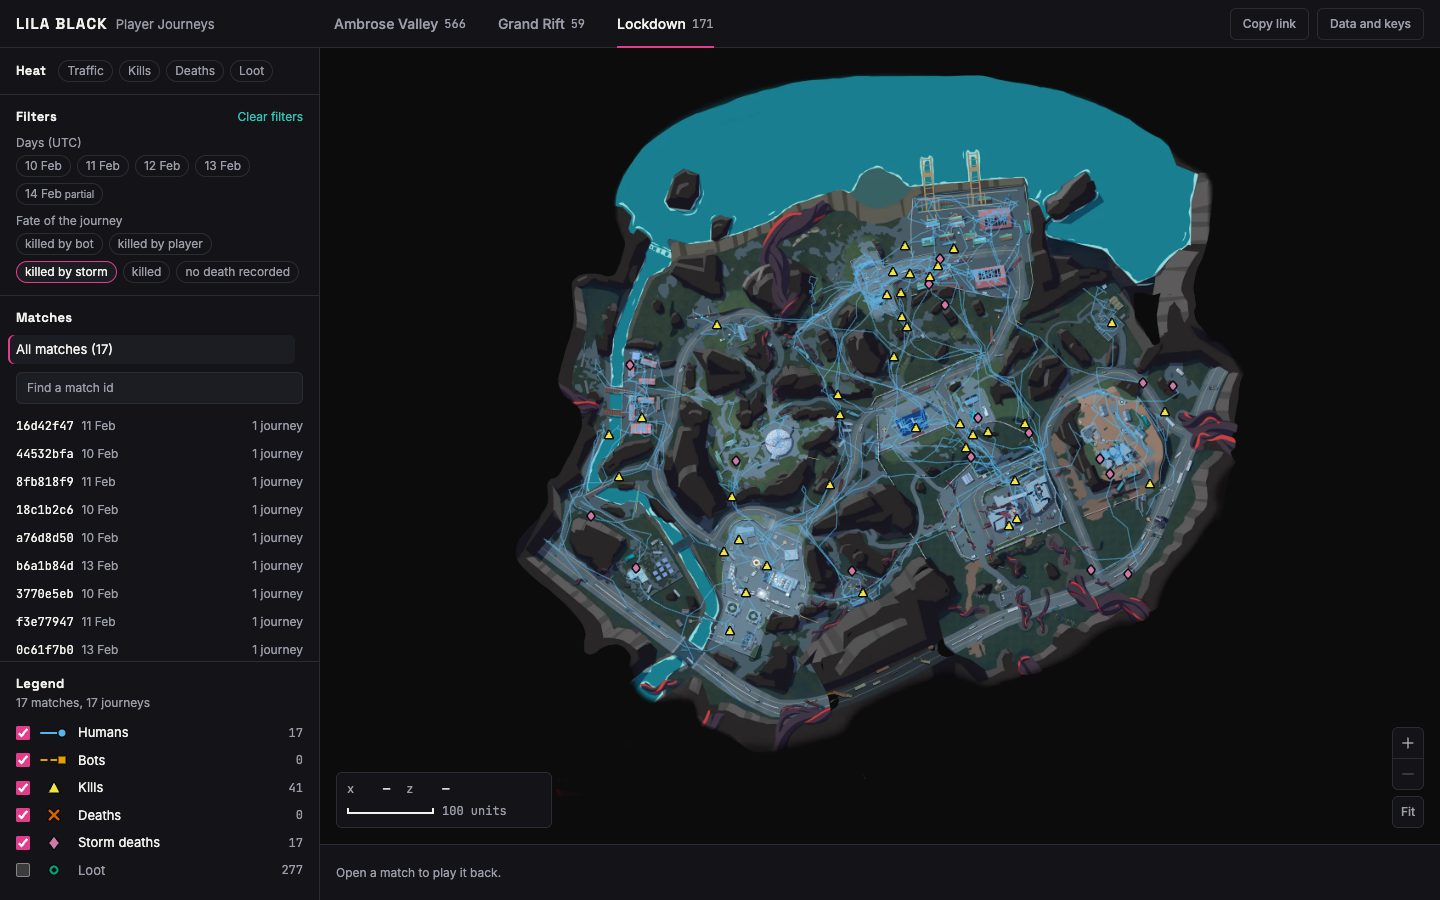 LILA BLACK Player Journeys
Ambrose Valley 566 Grand Rift 59 Lockdown 171
Copy link Data and keys
Heat Traffic Kills Deaths Loot
Filters Clear filters
Days (UTC)
10 Feb 11 Feb 12 Feb 13 Feb
14 Feb partial
Fate of the journey
killed by bot killed by player
killed by storm killed no death recorded
Matches
All matches (17)
Find a match id
16d42f47 11 Feb 1 journey
44532bfa 10 Feb 1 journey
8fb818f9 11 Feb 1 journey
18c1b2c6 10 Feb 1 journey
a76d8d50 10 Feb 1 journey
b6a1b84d 13 Feb 1 journey
3770e5eb 10 Feb 1 journey
f3e77947 11 Feb 1 journey
0c61f7b0 13 Feb 1 journey
Legend
17 matches, 17 journeys
Humans 17
Bots 0
Kills 41
Deaths 0
Storm deaths 17
Loot 277
x – z –
100 units
+
−
Fit
Open a match to play it back.